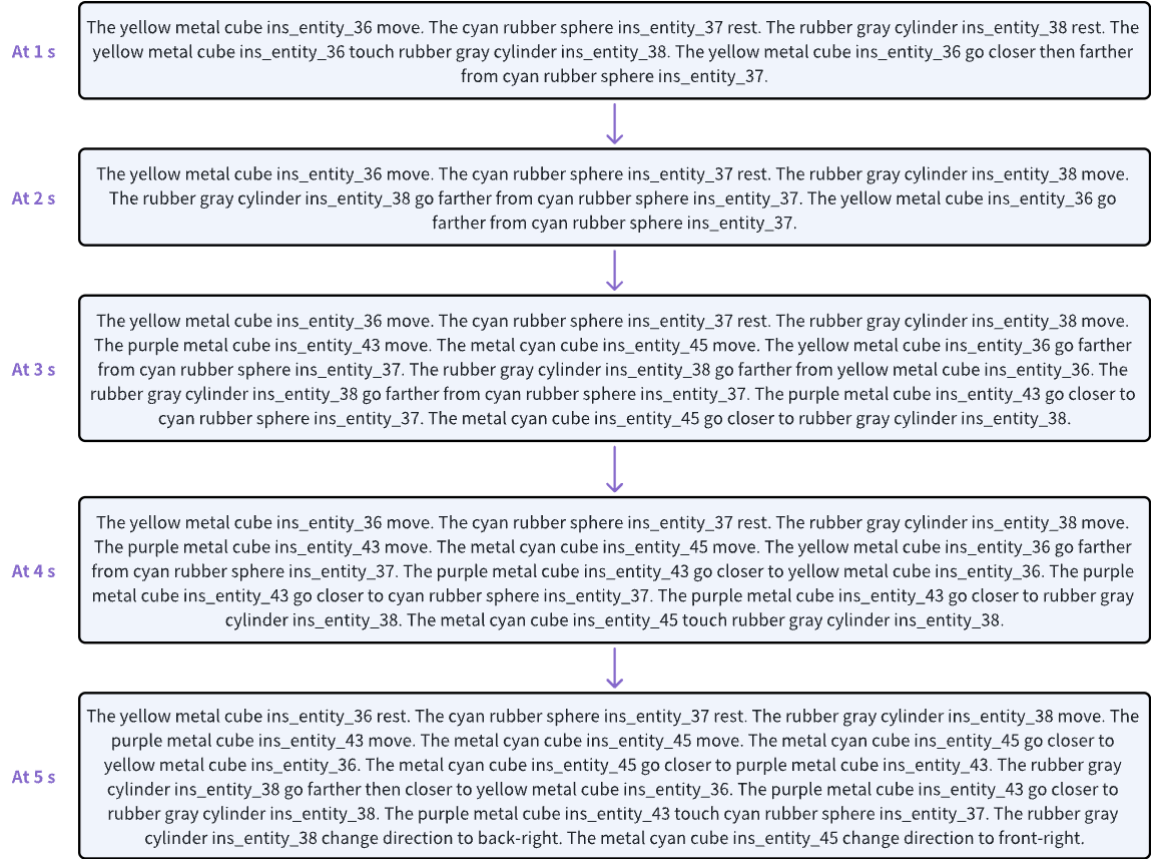 At 1 s
The yellow metal cube ins_entity_36 move. The cyan rubber sphere ins_entity_37 rest. The rubber gray cylinder ins_entity_38 rest. The
yellow metal cube ins_entity_36 touch rubber gray cylinder ins_entity_38. The yellow metal cube ins_entity_36 go closer then farther
from cyan rubber sphere ins_entity_37.
At 2 s
The yellow metal cube ins_entity_36 move. The cyan rubber sphere ins_entity_37 rest. The rubber gray cylinder ins_entity_38 move.
The rubber gray cylinder ins_entity_38 go farther from cyan rubber sphere ins_entity_37. The yellow metal cube ins_entity_36 go
farther from cyan rubber sphere ins_entity_37.
At 3 s
The yellow metal cube ins_entity_36 move. The cyan rubber sphere ins_entity_37 rest. The rubber gray cylinder ins_entity_38 move.
The purple metal cube ins_entity_43 move. The metal cyan cube ins_entity_45 move. The yellow metal cube ins_entity_36 go farther
from cyan rubber sphere ins_entity_37. The rubber gray cylinder ins_entity_38 go farther from yellow metal cube ins_entity_36. The
rubber gray cylinder ins_entity_38 go farther from cyan rubber sphere ins_entity_37. The purple metal cube ins_entity_43 go closer to
cyan rubber sphere ins_entity_37. The metal cyan cube ins_entity_45 go closer to rubber gray cylinder ins_entity_38.
At 4 s
The yellow metal cube ins_entity_36 move. The cyan rubber sphere ins_entity_37 rest. The rubber gray cylinder ins_entity_38 move.
The purple metal cube ins_entity_43 move. The metal cyan cube ins_entity_45 move. The yellow metal cube ins_entity_36 go farther
from cyan rubber sphere ins_entity_37. The purple metal cube ins_entity_43 go closer to yellow metal cube ins_entity_36. The purple
metal cube ins_entity_43 go closer to cyan rubber sphere ins_entity_37. The purple metal cube ins_entity_43 go closer to rubber gray
cylinder ins_entity_38. The metal cyan cube ins_entity_45 touch rubber gray cylinder ins_entity_38.
At 5 s
The yellow metal cube ins_entity_36 rest. The cyan rubber sphere ins_entity_37 rest. The rubber gray cylinder ins_entity_38 move. The
purple metal cube ins_entity_43 move. The metal cyan cube ins_entity_45 move. The metal cyan cube ins_entity_45 go closer to
yellow metal cube ins_entity_36. The metal cyan cube ins_entity_45 go closer to purple metal cube ins_entity_43. The rubber gray
cylinder ins_entity_38 go farther then closer to yellow metal cube ins_entity_36. The purple metal cube ins_entity_43 go closer to
rubber gray cylinder ins_entity_38. The purple metal cube ins_entity_43 touch cyan rubber sphere ins_entity_37. The rubber gray
cylinder ins_entity_38 change direction to back-right. The metal cyan cube ins_entity_45 change direction to front-right.